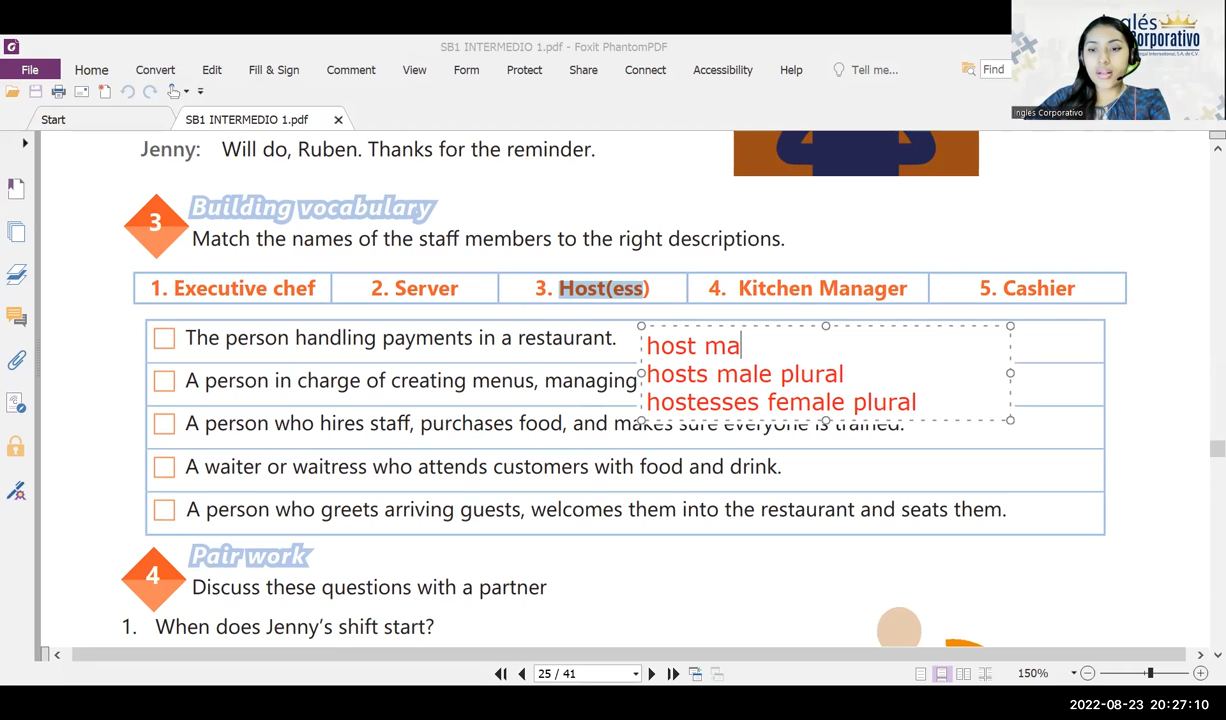 SB1 INTERMEDIO 1.pdf - Foxit PhantomPDF
Inglés Corporativo
File Home Convert Edit Fill & Sign Comment View Form Protect Share Connect Accessibility Help Tell me... Find
Start SB1 INTERMEDIO 1.pdf
Jenny: Will do, Ruben. Thanks for the reminder.
3 Building vocabulary
Match the names of the staff members to the right descriptions.
1. Executive chef 2. Server 3. Host(ess) 4. Kitchen Manager 5. Cashier
The person handling payments in a restaurant.
host ma
A person in charge of creating menus, managing
hosts male plural
hostesses female plural
A person who hires staff, purchases food, and makes sure everyone is trained.
A waiter or waitress who attends customers with food and drink.
A person who greets arriving guests, welcomes them into the restaurant and seats them.
4 Pair work
Discuss these questions with a partner
1. When does Jenny's shift start?
25 / 41 150%
2022-08-23 20:27:10